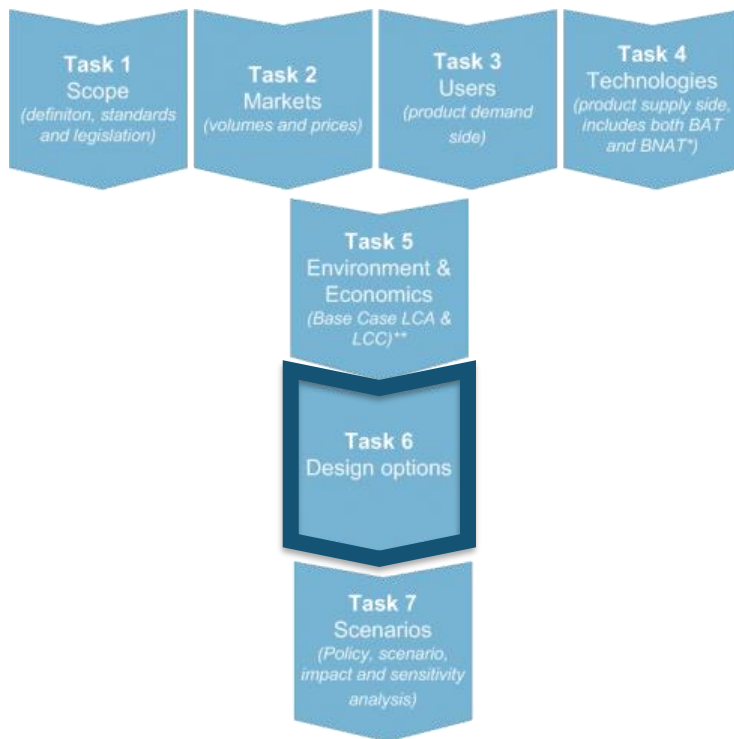 Task 1
Scope
(definiton, standards
and legislation)
Task 2
Markets
(volumes and prices)
Task 3
Users
(product demand
side)
Task 4
Technologies
(product supply side,
includes both BAT
and BNAT*)
Task 5
Environment &
Economics
(Base Case LCA &
LCC)**
Task 6
Design options
Task 7
Scenarios
(Policy, scenario,
impact and sensitivity
analysis)